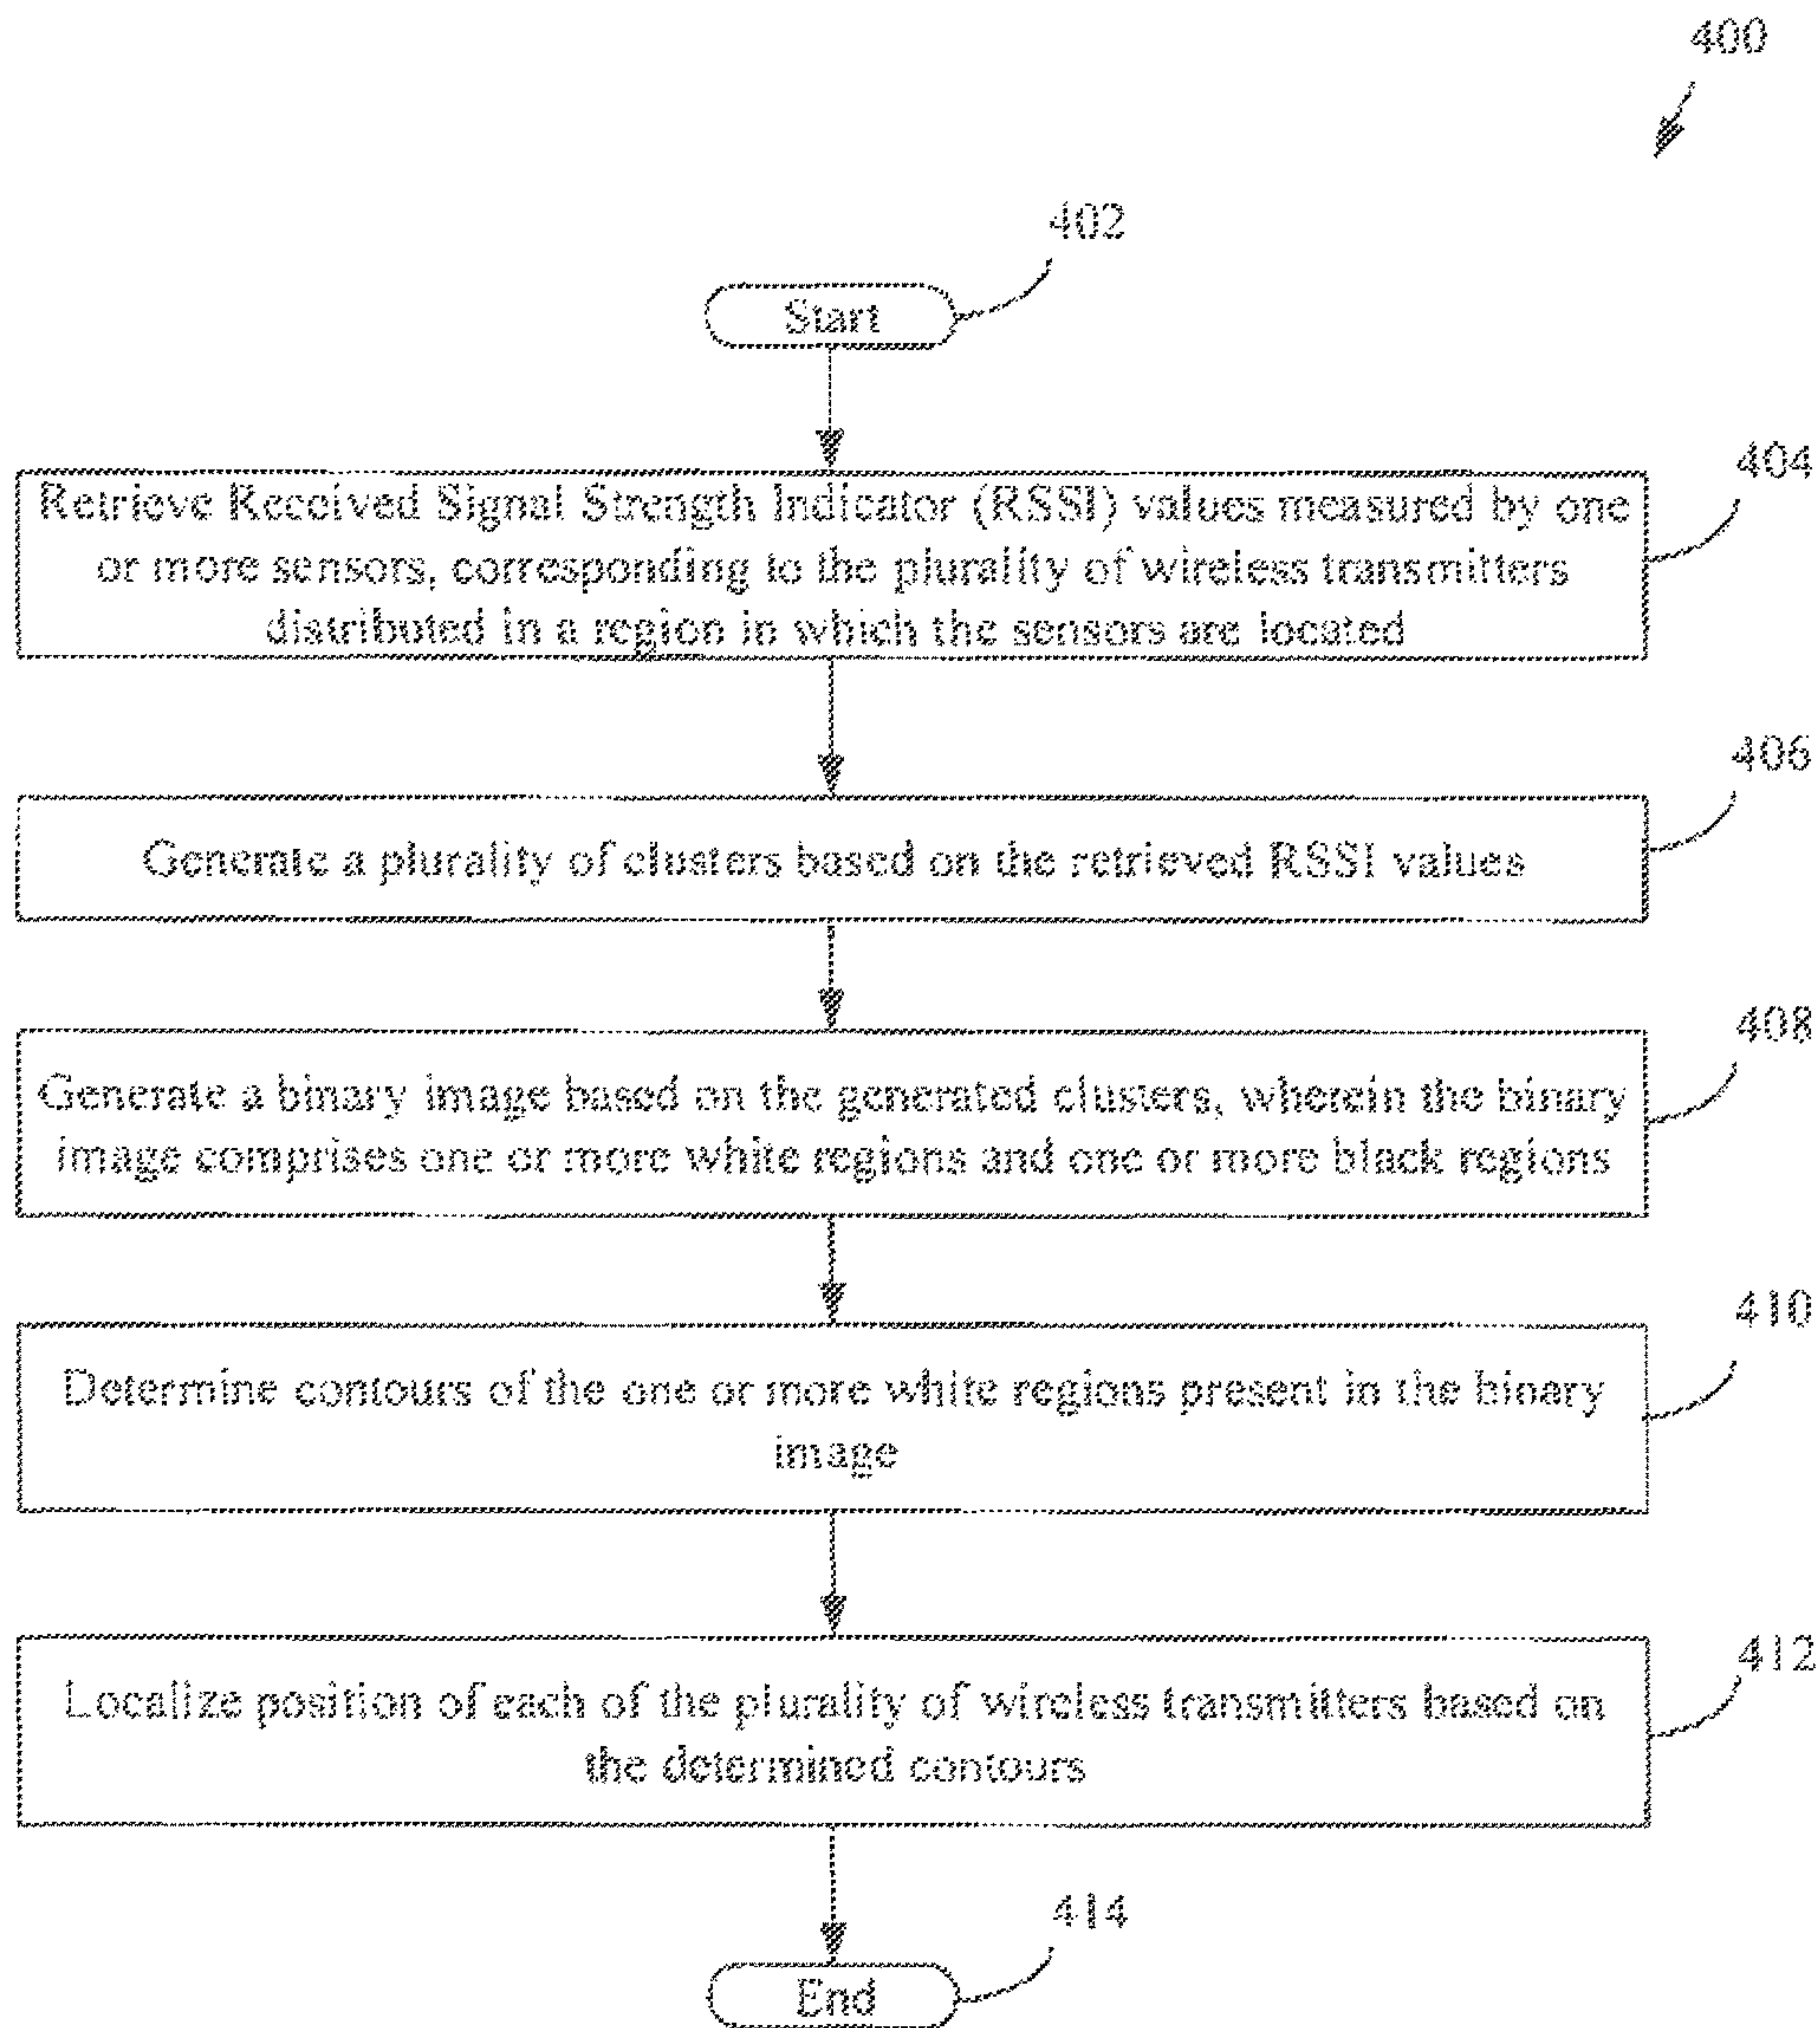 400
402
Start
404
Retrieve Received Signal Strength Indicator (RSSI) values measured by one
or more sensors, corresponding to the plurality of wireless transmitters
distributed in a region in which the sensors are located
406
Generate a plurality of clusters based on the retrieved RSSI values
408
Generate a binary image based on the generated clusters, wherein the binary
image comprises one or more white regions and one or more black regions
410
Determine contours of the one or more white regions present in the binary
image
412
Localize position of each of the plurality of wireless transmitters based on
the determined contours
414
End